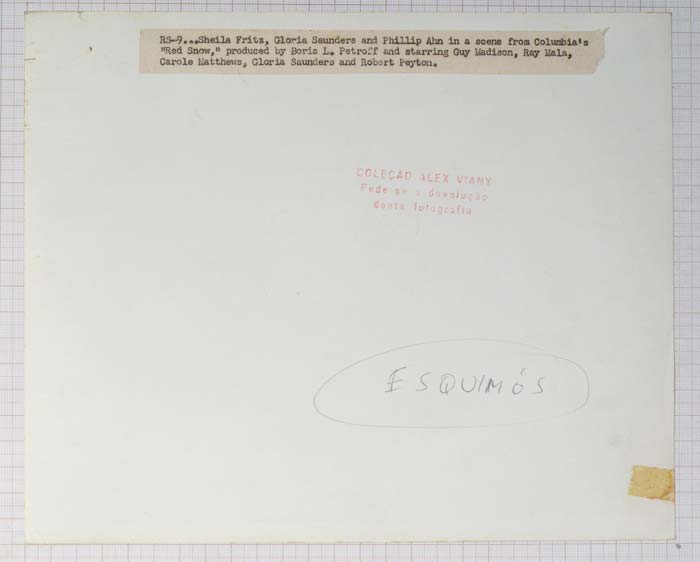 RS-9...Sheila Fritz, Gloria Saunders and Phillip Ahn in a scene from Columbia's
"Red Snow," produced by Boris L. Petroff and starring Guy Madison, Ray Mala,
Carole Matthews, Gloria Saunders and Robert Peyton.
COLEÇÃO ALEX VIANY
Pede se a devolução
desta fotografia
ESQUIMÓS